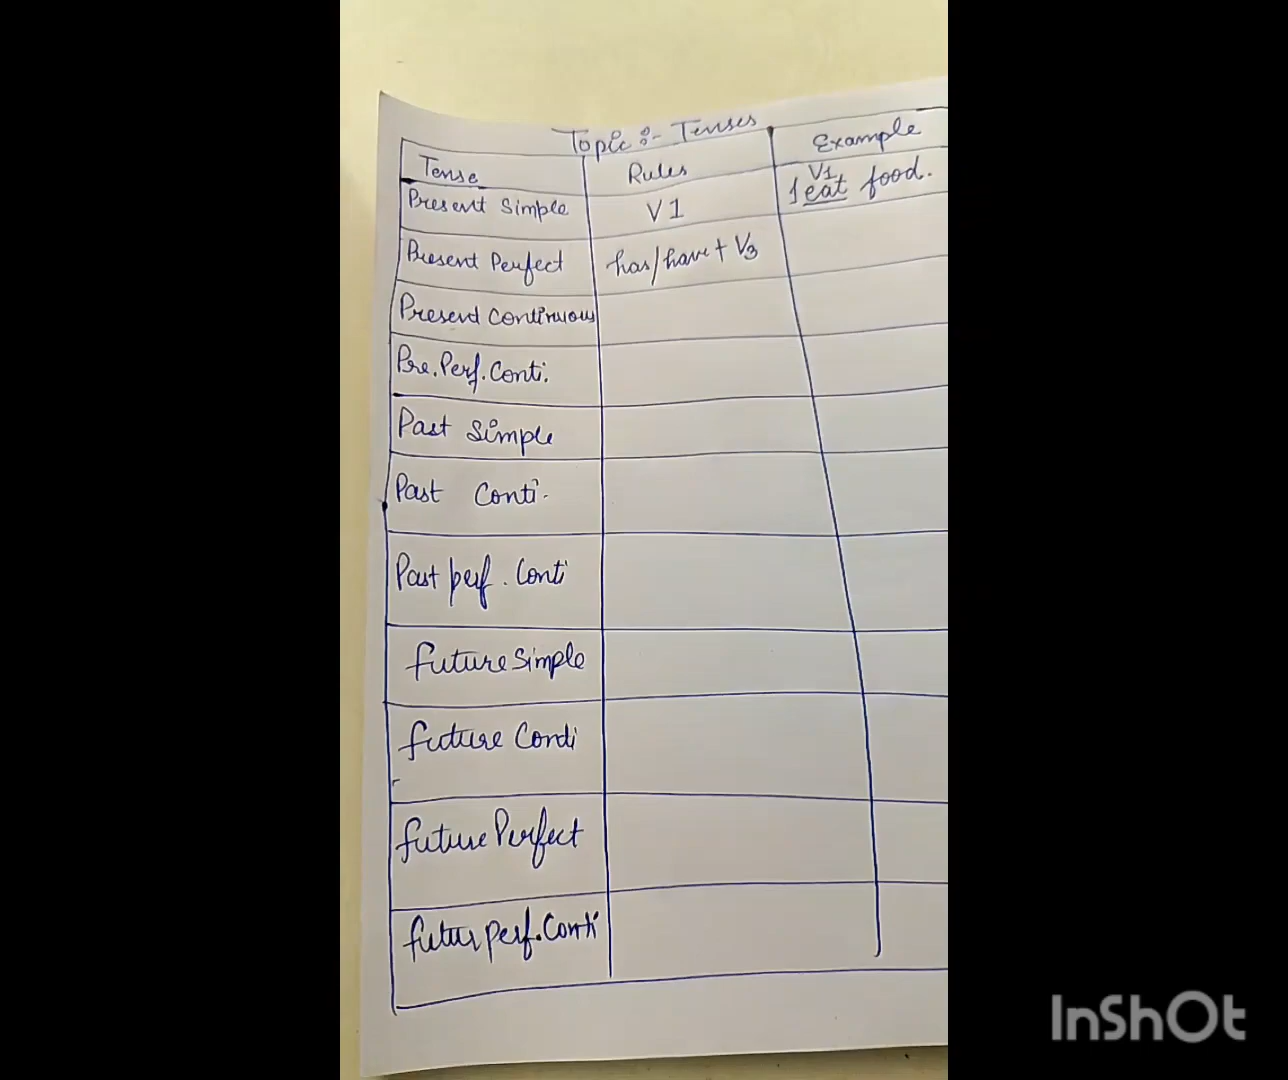 Topic :- Tenses
Tense Rules Example
Present Simple V1 I eat food.
V1
Present Perfect has/have + V3
Present Continuous
Pre. Perf. Conti.
Past Simple
Past Conti.
Past perf. Conti
future Simple
future Conti
future Perfect
futur perf. Conti
InShOt